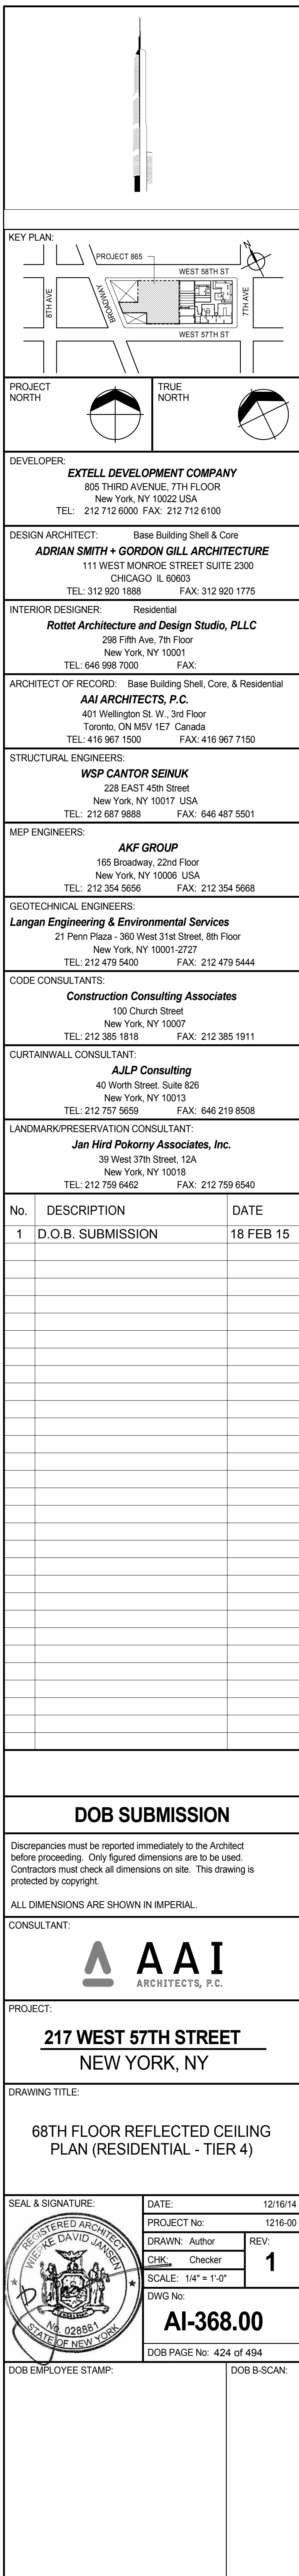 KEY PLAN:
PROJECT 865
N
WEST 58TH ST
8TH AVE
BROADWAY
7TH AVE
WEST 57TH ST
PROJECT NORTH
TRUE NORTH
DEVELOPER:
EXTELL DEVELOPMENT COMPANY
805 THIRD AVENUE, 7TH FLOOR
New York, NY 10022 USA
TEL: 212 712 6000 FAX: 212 712 6100
DESIGN ARCHITECT: Base Building Shell & Core
ADRIAN SMITH + GORDON GILL ARCHITECTURE
111 WEST MONROE STREET SUITE 2300
CHICAGO IL 60603
TEL: 312 920 1888 FAX: 312 920 1775
INTERIOR DESIGNER: Residential
Rottet Architecture and Design Studio, PLLC
298 Fifth Ave, 7th Floor
New York, NY 10001
TEL: 646 998 7000 FAX:
ARCHITECT OF RECORD: Base Building Shell, Core, & Residential
AAI ARCHITECTS, P.C.
401 Wellington St. W., 3rd Floor
Toronto, ON M5V 1E7 Canada
TEL: 416 967 1500 FAX: 416 967 7150
STRUCTURAL ENGINEERS:
WSP CANTOR SEINUK
228 EAST 45th Street
New York, NY 10017 USA
TEL: 212 687 9888 FAX: 646 487 5501
MEP ENGINEERS:
AKF GROUP
165 Broadway, 22nd Floor
New York, NY 10006 USA
TEL: 212 354 5656 FAX: 212 354 5668
GEOTECHNICAL ENGINEERS:
Langan Engineering & Environmental Services
21 Penn Plaza - 360 West 31st Street, 8th Floor
New York, NY 10001-2727
TEL: 212 479 5400 FAX: 212 479 5444
CODE CONSULTANTS:
Construction Consulting Associates
100 Church Street
New York, NY 10007
TEL: 212 385 1818 FAX: 212 385 1911
CURTAINWALL CONSULTANT:
AJLP Consulting
40 Worth Street. Suite 826
New York, NY 10013
TEL: 212 757 5659 FAX: 646 219 8508
LANDMARK/PRESERVATION CONSULTANT:
Jan Hird Pokorny Associates, Inc.
39 West 37th Street, 12A
New York, NY 10018
TEL: 212 759 6462 FAX: 212 759 6540
No. DESCRIPTION DATE
1 D.O.B. SUBMISSION 18 FEB 15
DOB SUBMISSION
Discrepancies must be reported immediately to the Architect
before proceeding. Only figured dimensions are to be used.
Contractors must check all dimensions on site. This drawing is
protected by copyright.
ALL DIMENSIONS ARE SHOWN IN IMPERIAL.
CONSULTANT:
AAI
ARCHITECTS, P.C.
PROJECT:
217 WEST 57TH STREET
NEW YORK, NY
DRAWING TITLE:
68TH FLOOR REFLECTED CEILING
PLAN (RESIDENTIAL - TIER 4)
SEAL & SIGNATURE:
REGISTERED ARCHITECT
WIEPKE DAVID JANSEN
No. 028881
STATE OF NEW YORK
DATE: 12/16/14
PROJECT No: 1216-00
DRAWN: Author
CHK: Checker
SCALE: 1/4" = 1'-0"
REV:
1
DWG No:
AI-368.00
DOB PAGE No: 424 of 494
DOB EMPLOYEE STAMP:
DOB B-SCAN: